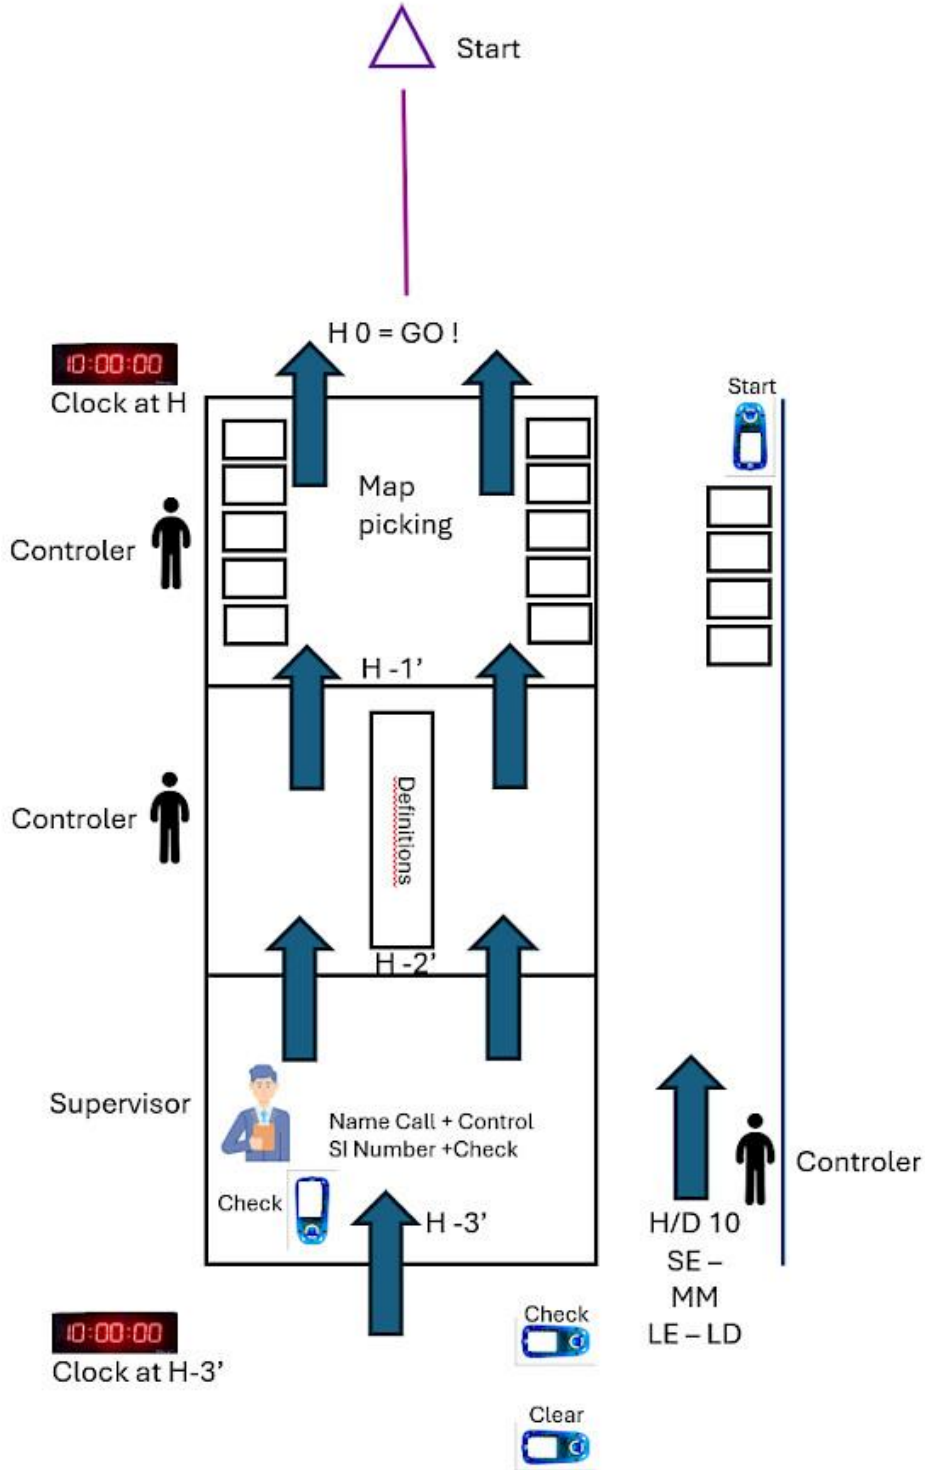 Start
H 0 = GO !
10:00:00
Clock at H
Start
Map
picking
Controler
H -1’
Definitions
Controler
H -2’
Supervisor
Name Call + Control
SI Number +Check
Controler
Check
H -3’
H/D 10
SE –
MM
LE – LD
10:00:00
Clock at H-3’
Check
Clear